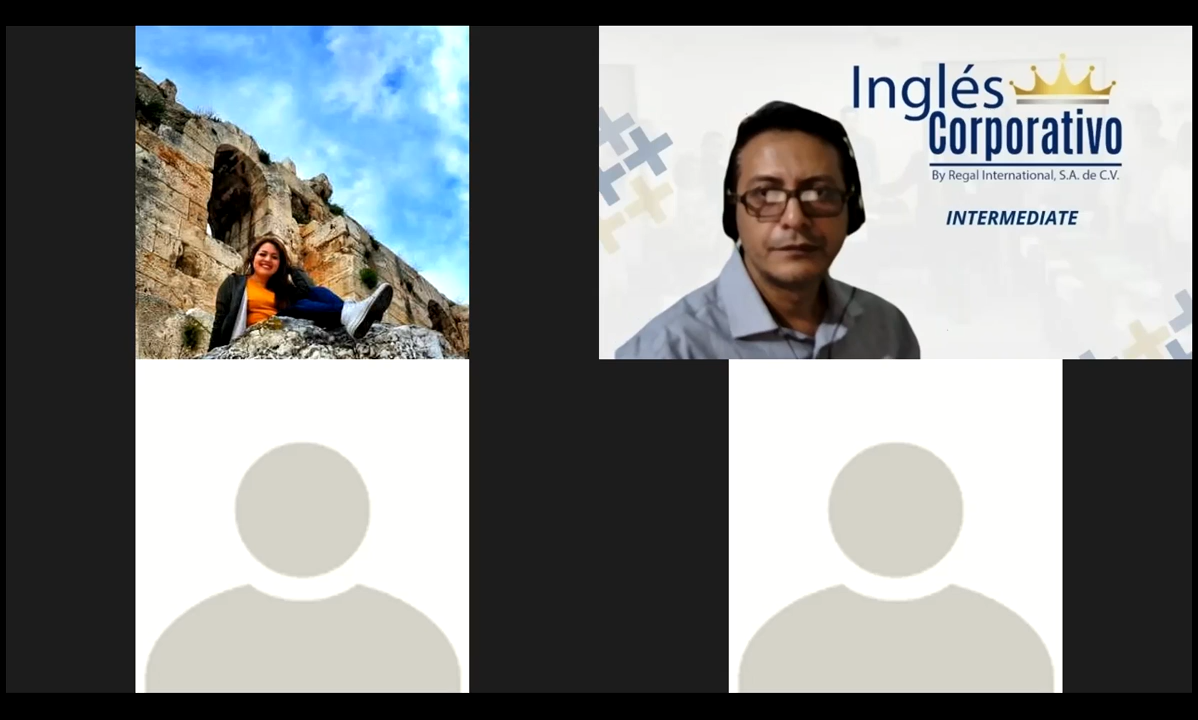 Inglés
Corporativo
By Regal International, S.A. de C.V.
INTERMEDIATE